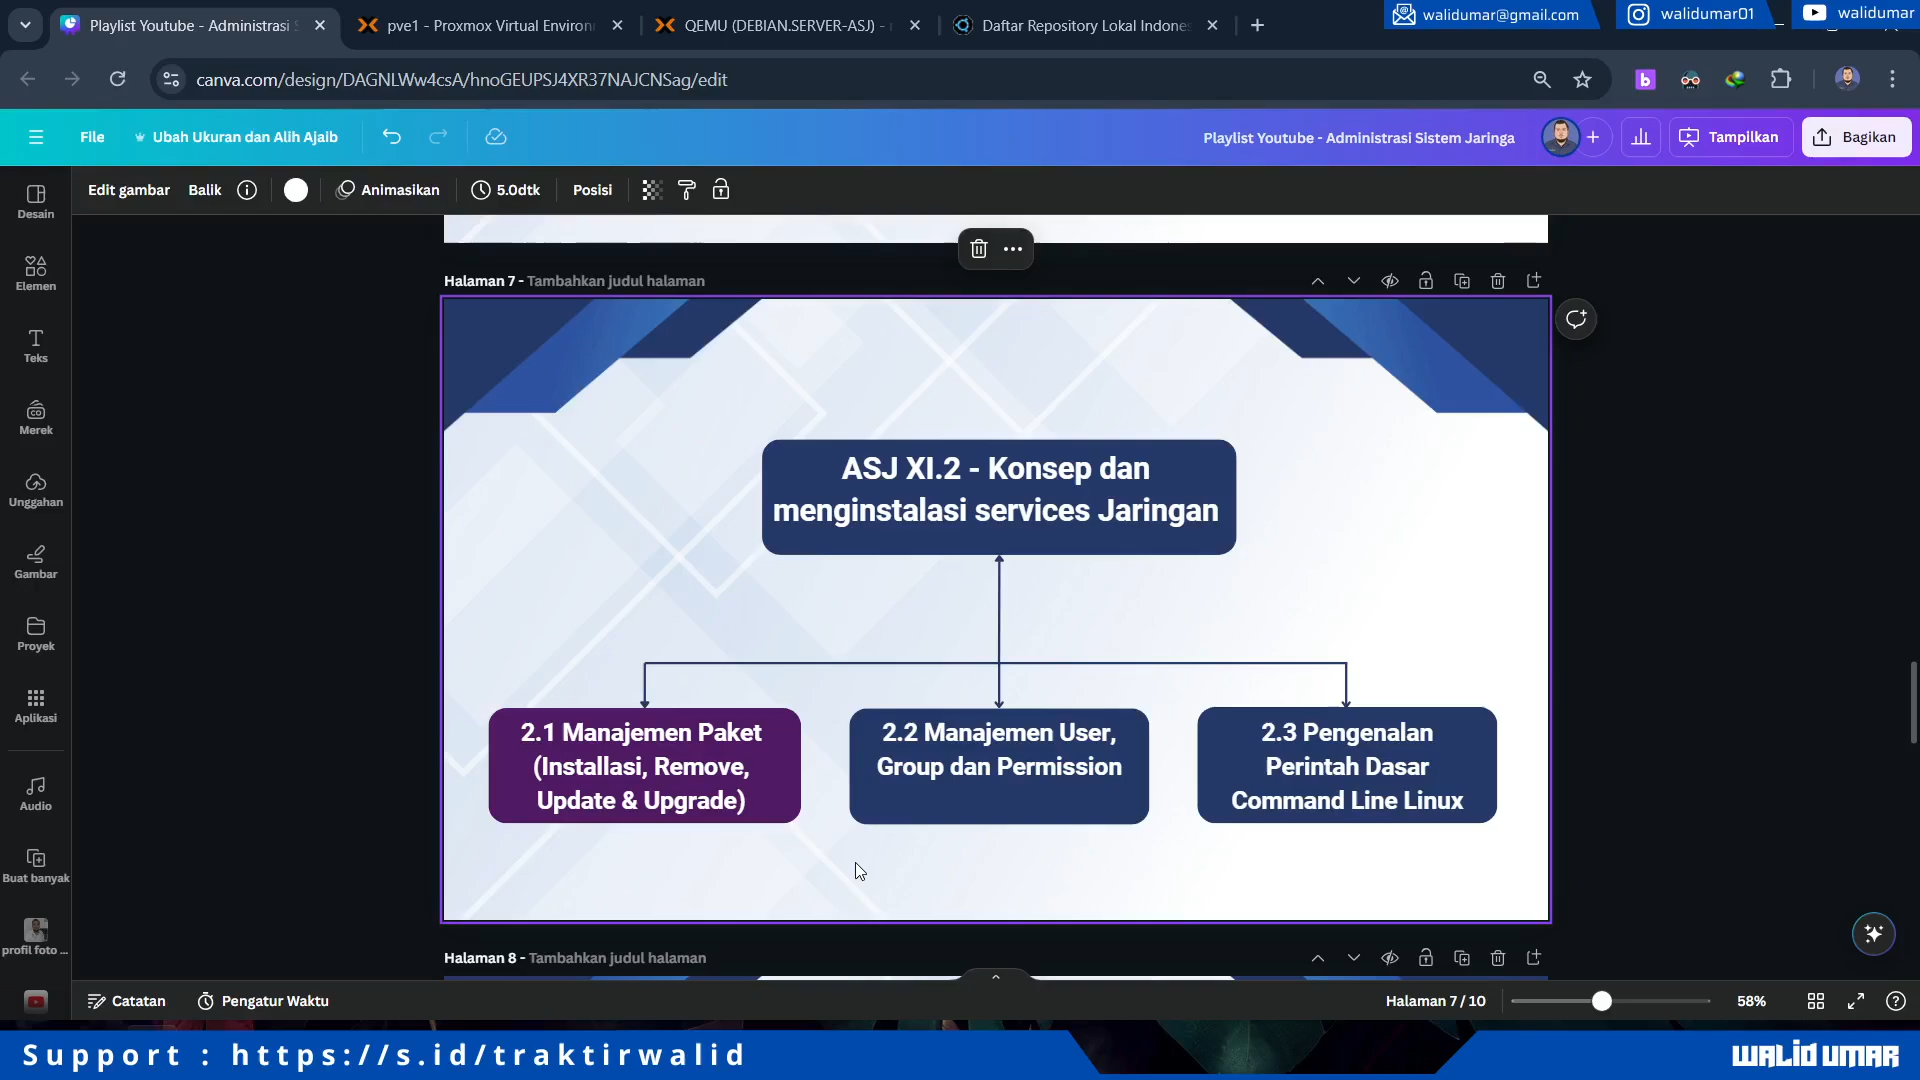 Playlist Youtube - Administrasi S
pve1 - Proxmox Virtual Environ
QEMU (DEBIAN.SERVER-ASJ) -
Daftar Repository Lokal Indones
walidumar@gmail.com
walidumar01
walidumar
canva.com/design/DAGNLWw4csA/hnoGEUPSJ4XR37NAJCNSag/edit
File
Ubah Ukuran dan Alih Ajaib
Playlist Youtube - Administrasi Sistem Jaringa
Tampilkan
Bagikan
Edit gambar
Balik
Animasikan
5.0dtk
Posisi
Desain
Elemen
Teks
Merek
Unggahan
Gambar
Proyek
Aplikasi
Audio
Buat banyak
profil foto ...
Halaman 7 - Tambahkan judul halaman
ASJ XI.2 - Konsep dan
menginstalasi services Jaringan
2.1 Manajemen Paket
(Installasi, Remove,
Update & Upgrade)
2.2 Manajemen User,
Group dan Permission
2.3 Pengenalan
Perintah Dasar
Command Line Linux
Halaman 8 - Tambahkan judul halaman
Catatan
Pengatur Waktu
Halaman 7 / 10
58%
Support : https://s.id/traktirwalid
WALID UMAR